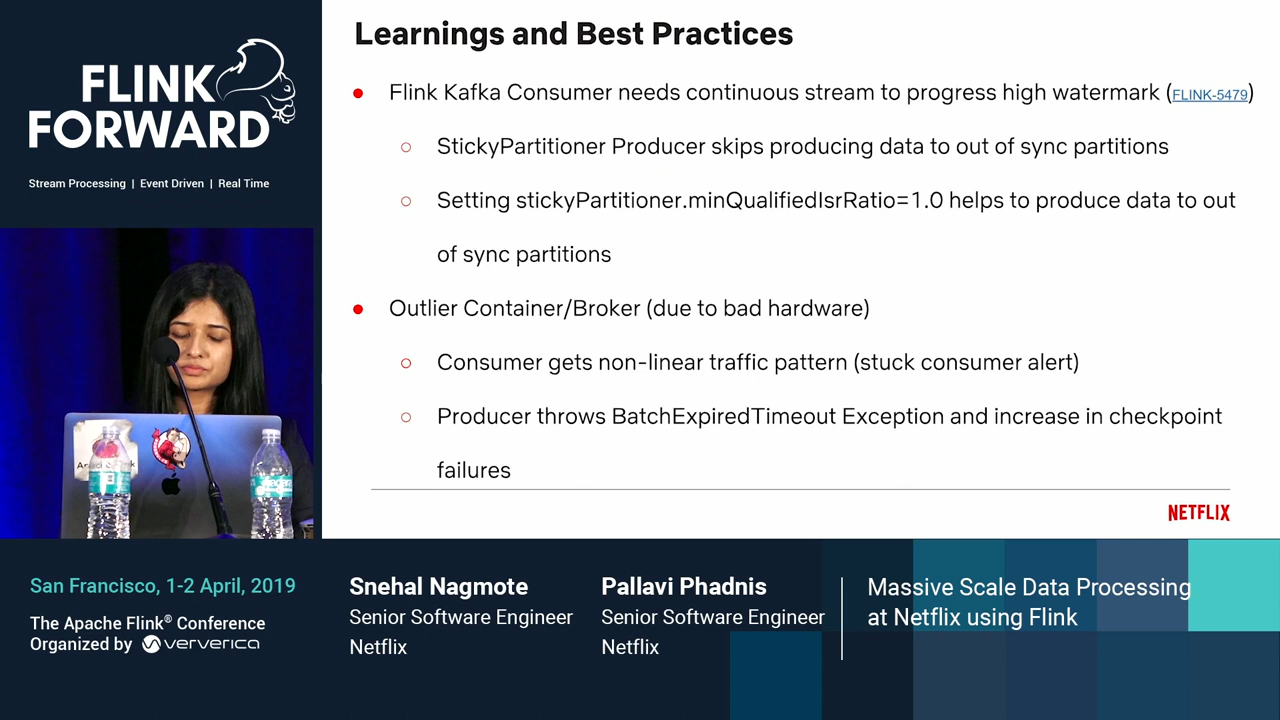 FLINK
FORWARD
Stream Processing | Event Driven | Real Time
Learnings and Best Practices
● Flink Kafka Consumer needs continuous stream to progress high watermark (FLINK-5479)
○ StickyPartitioner Producer skips producing data to out of sync partitions
○ Setting stickyPartitioner.minQualifiedIsrRatio=1.0 helps to produce data to out
of sync partitions
● Outlier Container/Broker (due to bad hardware)
○ Consumer gets non-linear traffic pattern (stuck consumer alert)
○ Producer throws BatchExpiredTimeout Exception and increase in checkpoint
failures
NETFLIX
San Francisco, 1-2 April, 2019
The Apache Flink® Conference
Organized by ververica
Snehal Nagmote
Senior Software Engineer
Netflix
Pallavi Phadnis
Senior Software Engineer
Netflix
Massive Scale Data Processing
at Netflix using Flink